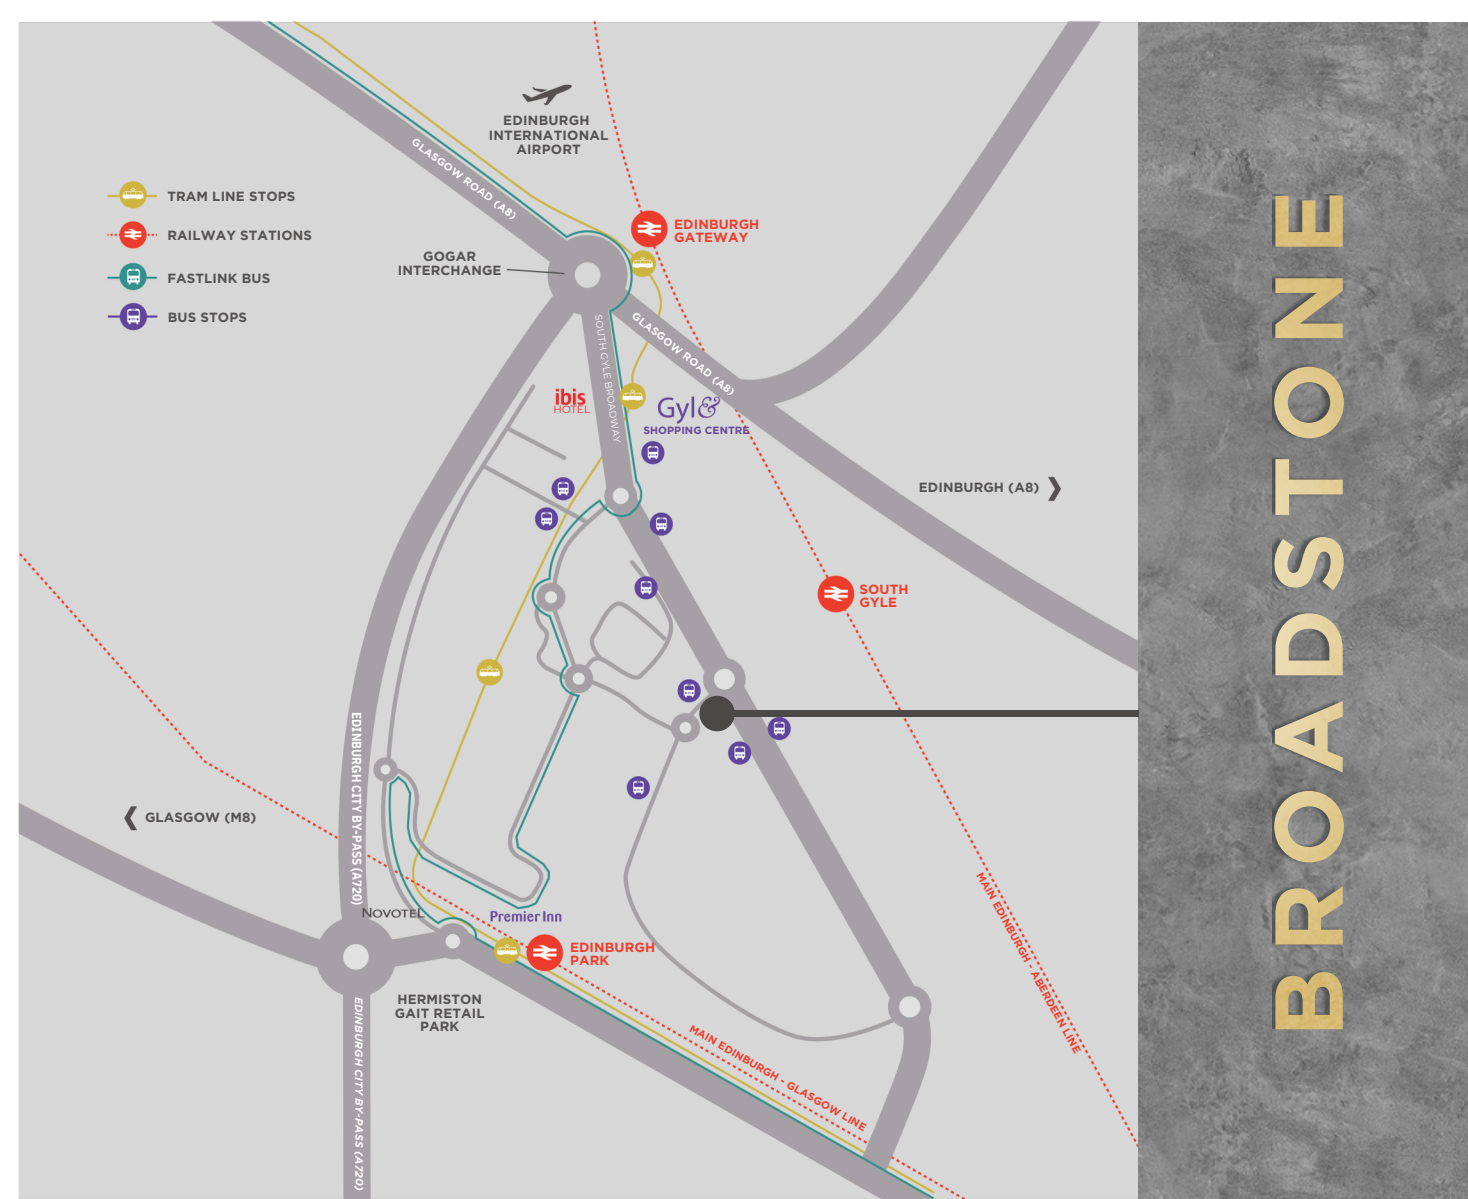 EDINBURGH
INTERNATIONAL
AIRPORT
GLASGOW ROAD (A8)
TRAM LINE STOPS
RAILWAY STATIONS
FASTLINK BUS
BUS STOPS
EDINBURGH
GATEWAY
GOGAR
INTERCHANGE
SOUTH GYLE BROADWAY
GLASGOW ROAD (A8)
ibis
HOTEL
Gyle
SHOPPING CENTRE
EDINBURGH (A8)
SOUTH
GYLE
EDINBURGH CITY BY-PASS (A720)
GLASGOW (M8)
NOVOTEL
Premier Inn
EDINBURGH
PARK
HERMISTON
GAIT RETAIL
PARK
EDINBURGH CITY BY-PASS (A720)
MAIN EDINBURGH - GLASGOW LINE
MAIN EDINBURGH - ABERDEEN LINE
BROADSTONE